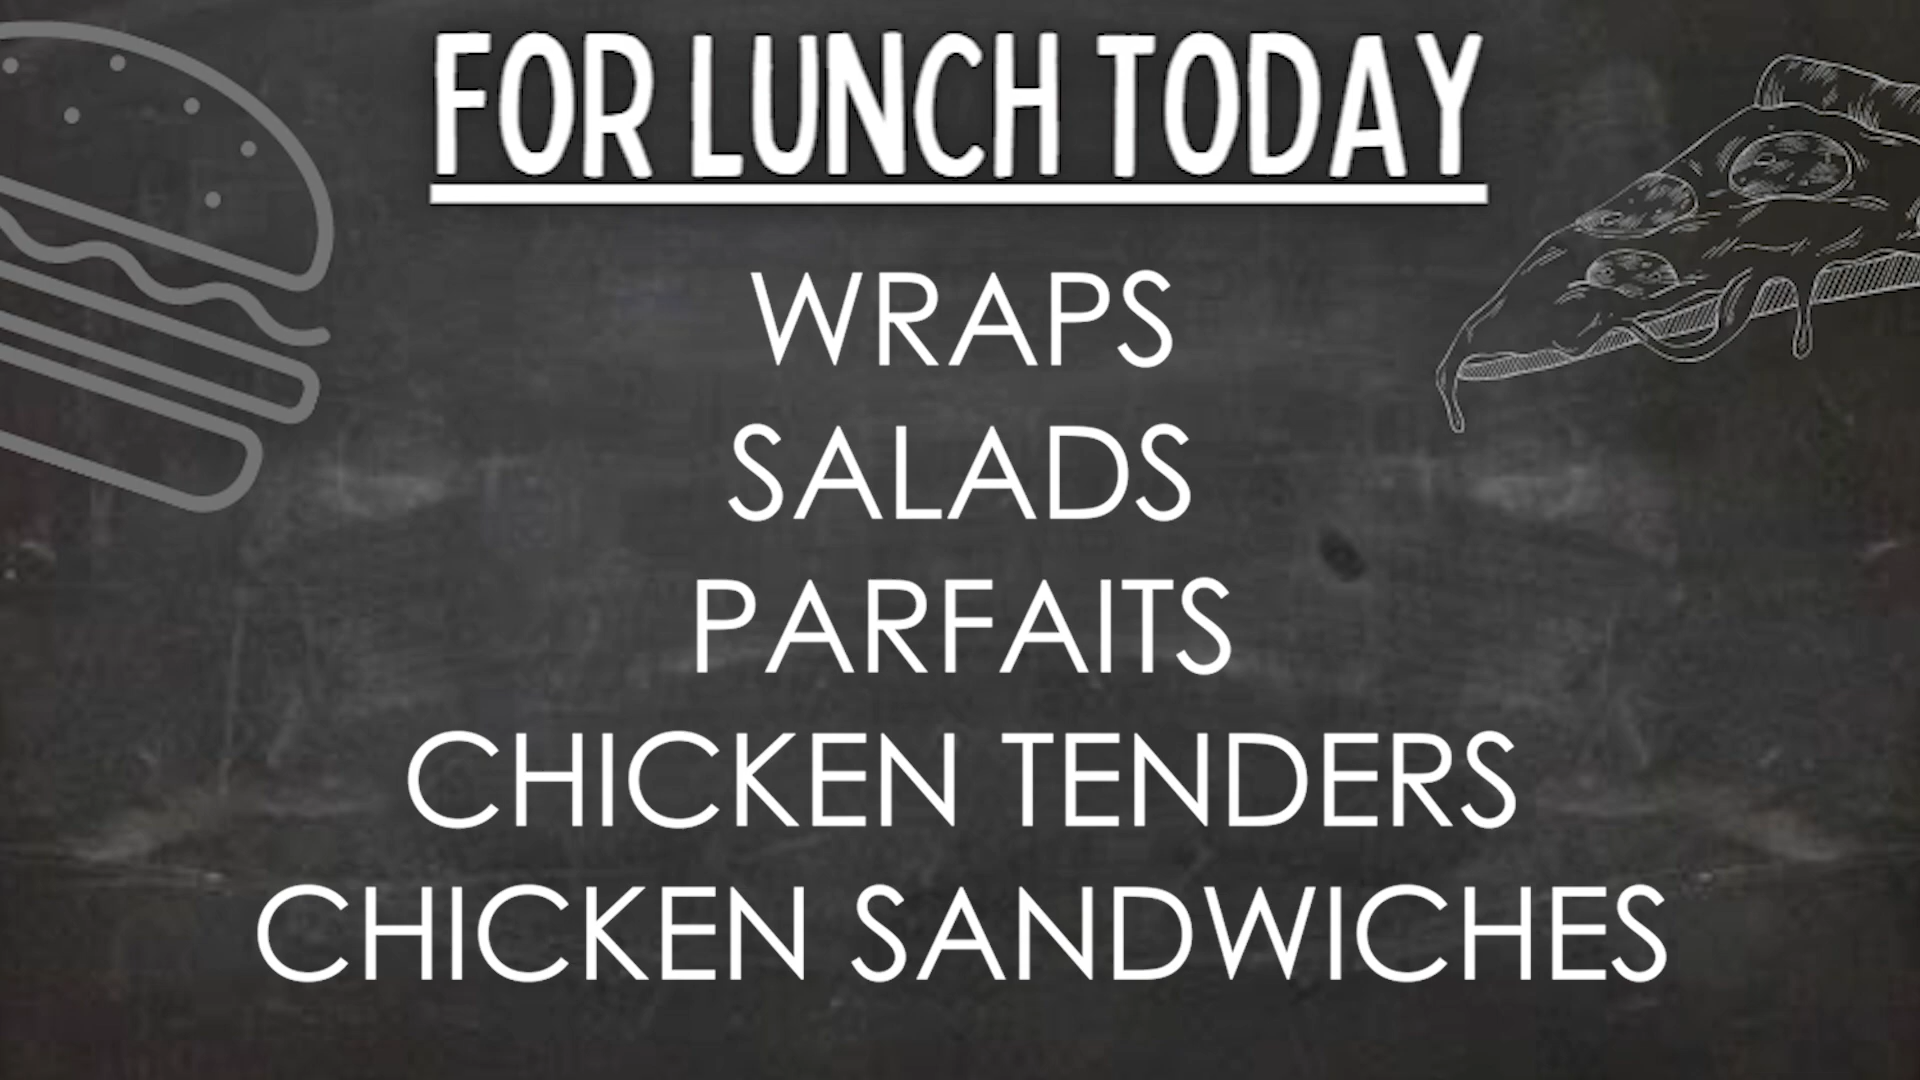 FOR LUNCH TODAY
WRAPS
SALADS
PARFAITS
CHICKEN TENDERS
CHICKEN SANDWICHES